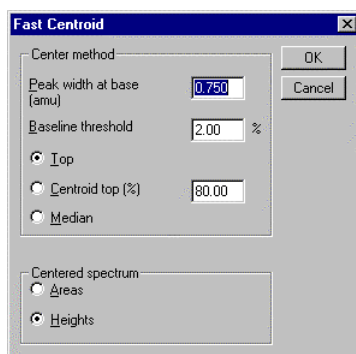 Fast Centroid
Center method
OK
Peak width at base
(amu)
0.750
Cancel
Baseline threshold
2.00 %
Top
Centroid top (%)
80.00
Median
Centered spectrum
Areas
Heights